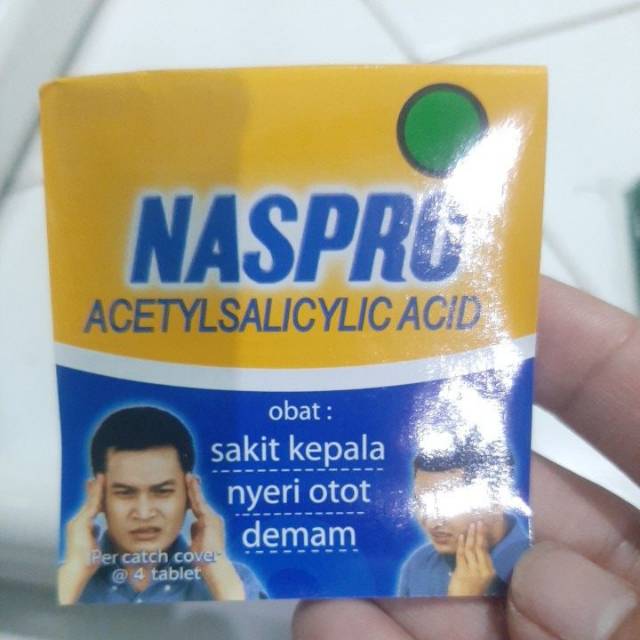 NASPRO
ACETYLSALICYLIC ACID
obat :
sakit kepala
nyeri otot
demam
Per catch cover
@ 4 tablet